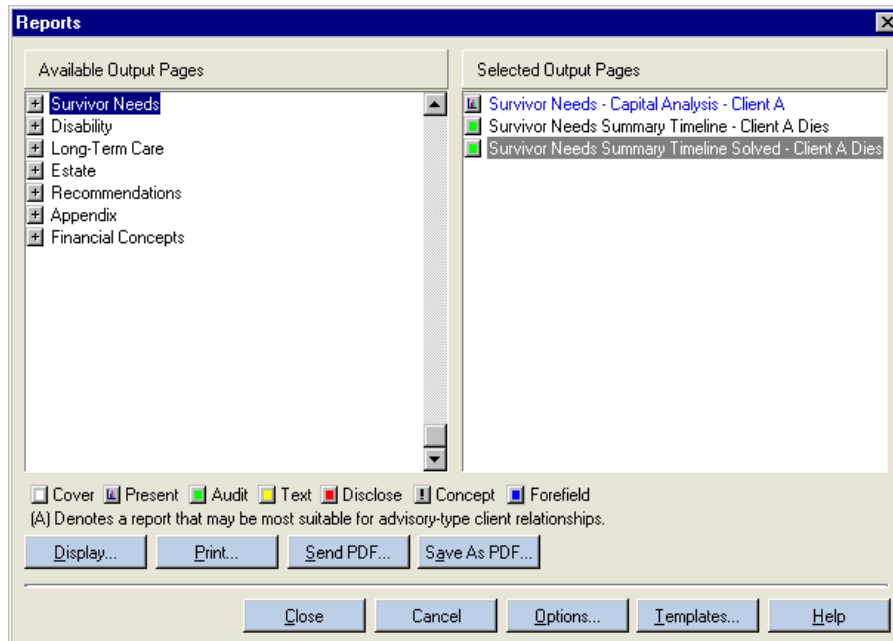 Reports
Available Output Pages
Selected Output Pages
Survivor Needs
Disability
Long-Term Care
Estate
Recommendations
Appendix
Financial Concepts
Survivor Needs - Capital Analysis - Client A
Survivor Needs Summary Timeline - Client A Dies
Survivor Needs Summary Timeline Solved - Client A Dies
Cover Present Audit Text Disclose Concept Forefield
(A) Denotes a report that may be most suitable for advisory-type client relationships.
Display... Print... Send PDF... Save As PDF...
Close Cancel Options... Templates... Help